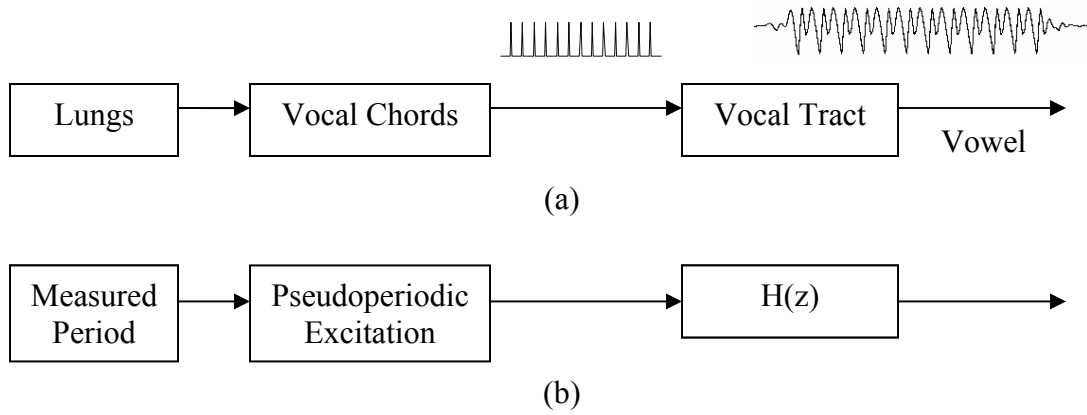 Lungs
Vocal Chords
Vocal Tract
Vowel
(a)
Measured
Period
Pseudoperiodic
Excitation
H(z)
(b)